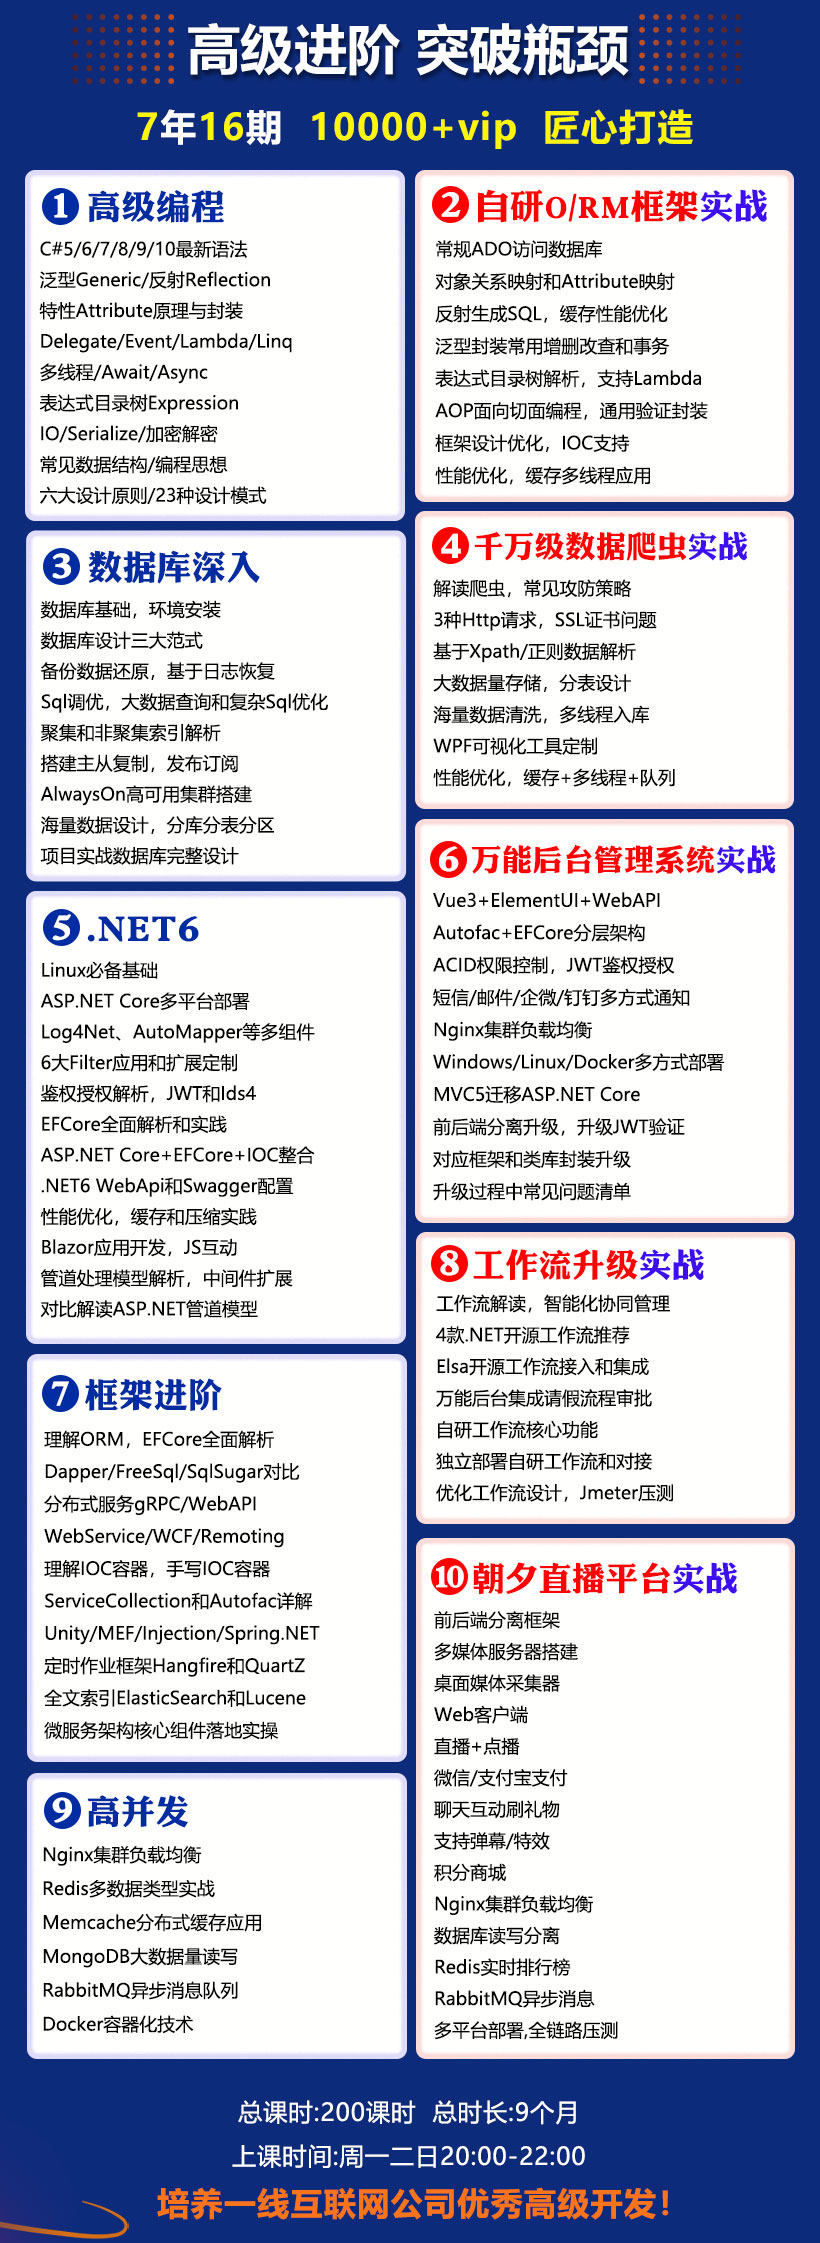 高级进阶 突破瓶颈
7年16期 10000+vip 匠心打造
1 高级编程
C#5/6/7/8/9/10最新语法
泛型Generic/反射Reflection
特性Attribute原理与封装
Delegate/Event/Lambda/Linq
多线程/Await/Async
表达式目录树Expression
IO/Serialize/加密解密
常见数据结构/编程思想
六大设计原则/23种设计模式
2 自研O/RM框架实战
常规ADO访问数据库
对象关系映射和Attribute映射
反射生成SQL，缓存性能优化
泛型封装常用增删改查和事务
表达式目录树解析，支持Lambda
AOP面向切面编程，通用验证封装
框架设计优化，IOC支持
性能优化，缓存多线程应用
3 数据库深入
数据库基础，环境安装
数据库设计三大范式
备份数据还原，基于日志恢复
Sql调优，大数据查询和复杂Sql优化
聚集和非聚集索引解析
搭建主从复制，发布订阅
AlwaysOn高可用集群搭建
海量数据设计，分库分表分区
项目实战数据库完整设计
4 千万级数据爬虫实战
解读爬虫，常见攻防策略
3种Http请求，SSL证书问题
基于Xpath/正则数据解析
大数据量存储，分表设计
海量数据清洗，多线程入库
WPF可视化工具定制
性能优化，缓存+多线程+队列
5 .NET6
Linux必备基础
ASP.NET Core多平台部署
Log4Net、AutoMapper等多组件
6大Filter应用和扩展定制
鉴权授权解析，JWT和Ids4
EFCore全面解析和实践
ASP.NET Core+EFCore+IOC整合
.NET6 WebApi和Swagger配置
性能优化，缓存和压缩实践
Blazor应用开发，JS互动
管道处理模型解析，中间件扩展
对比解读ASP.NET管道模型
6 万能后台管理系统实战
Vue3+ElementUI+WebAPI
Autofac+EFCore分层架构
ACID权限控制，JWT鉴权授权
短信/邮件/企微/钉钉多方式通知
Nginx集群负载均衡
Windows/Linux/Docker多方式部署
MVC5迁移ASP.NET Core
前后端分离升级，升级JWT验证
对应框架和类库封装升级
升级过程中常见问题清单
7 框架进阶
理解ORM，EFCore全面解析
Dapper/FreeSql/SqlSugar对比
分布式服务gRPC/WebAPI
WebService/WCF/Remoting
理解IOC容器，手写IOC容器
ServiceCollection和Autofac详解
Unity/MEF/Injection/Spring.NET
定时作业框架Hangfire和QuartZ
全文索引ElasticSearch和Lucene
微服务架构核心组件落地实操
8 工作流升级实战
工作流解读，智能化协同管理
4款.NET开源工作流推荐
Elsa开源工作流接入和集成
万能后台集成请假流程审批
自研工作流核心功能
独立部署自研工作流和对接
优化工作流设计，Jmeter压测
9 高并发
Nginx集群负载均衡
Redis多数据类型实战
Memcache分布式缓存应用
MongoDB大数据量读写
RabbitMQ异步消息队列
Docker容器化技术
10 朝夕直播平台实战
前后端分离框架
多媒体服务器搭建
桌面媒体采集器
Web客户端
直播+点播
微信/支付宝支付
聊天互动刷礼物
支持弹幕/特效
积分商城
Nginx集群负载均衡
数据库读写分离
Redis实时排行榜
RabbitMQ异步消息
多平台部署,全链路压测
总课时:200课时 总时长:9个月
上课时间:周一二日20:00-22:00
培养一线互联网公司优秀高级开发！